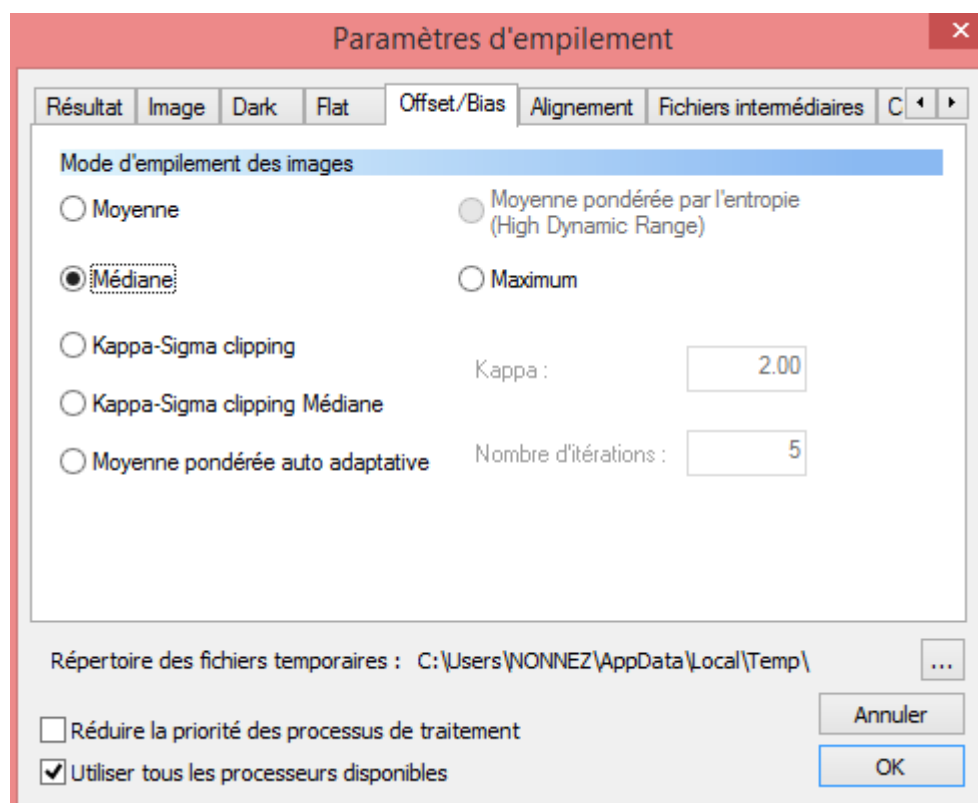 Paramètres d'empilement
Résultat Image Dark Flat Offset/Bias Alignement Fichiers intermédiaires C
Mode d'empilement des images
Moyenne
Moyenne pondérée par l'entropie
(High Dynamic Range)
Médiane
Maximum
Kappa-Sigma clipping
Kappa : 2.00
Kappa-Sigma clipping Médiane
Nombre d'itérations : 5
Moyenne pondérée auto adaptative
Répertoire des fichiers temporaires : C:\Users\NONNEZ\AppData\Local\Temp\ ...
Réduire la priorité des processus de traitement
Annuler
Utiliser tous les processeurs disponibles
OK